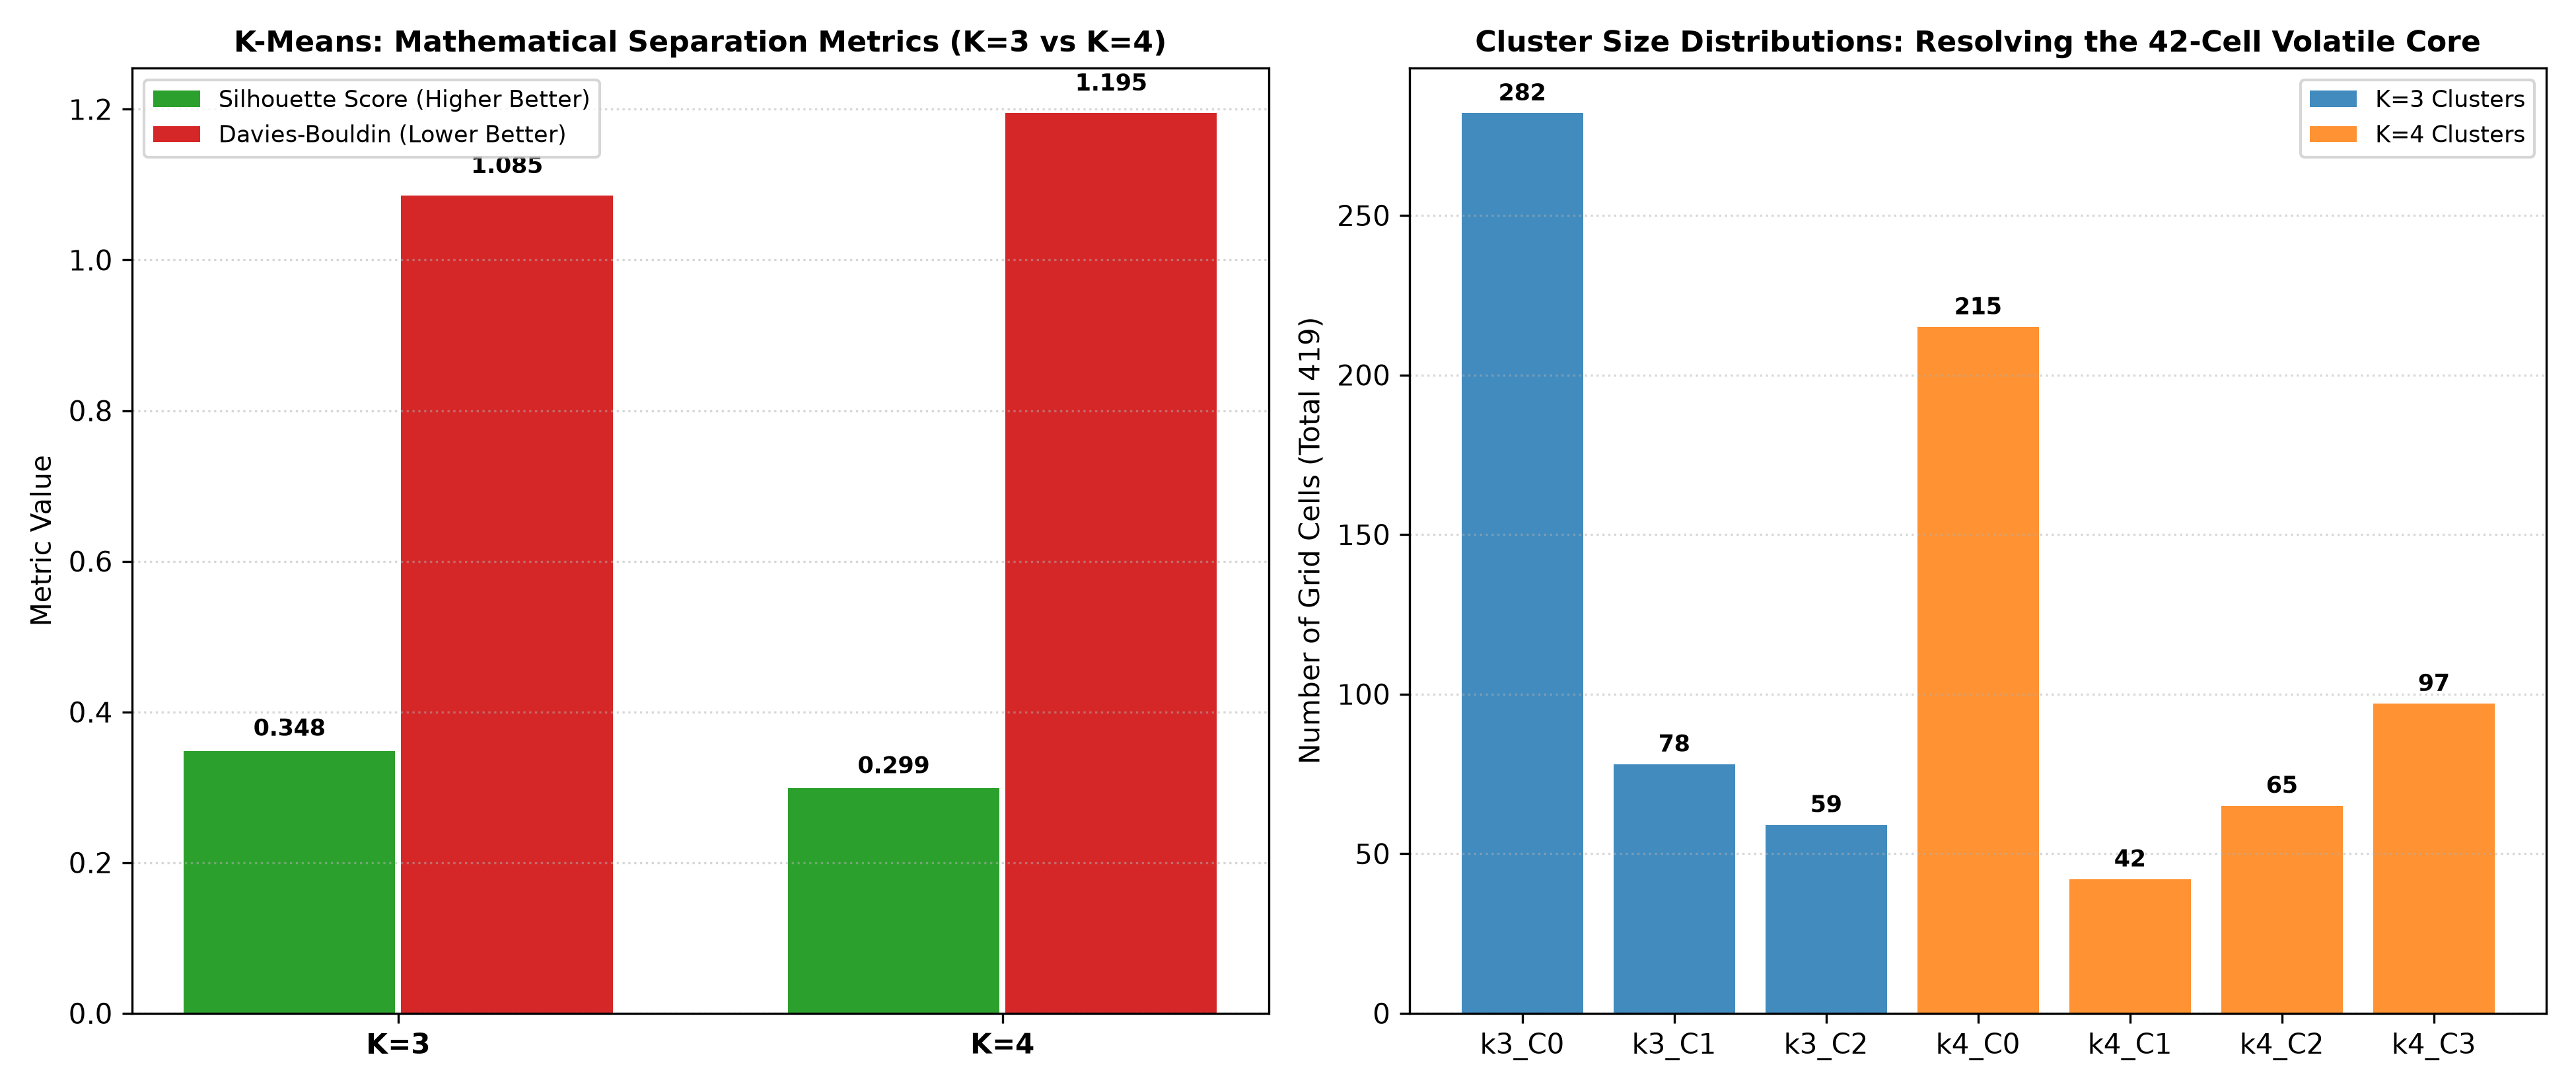 K-Means: Mathematical Separation Metrics (K=3 vs K=4)
Silhouette Score (Higher Better)
Davies-Bouldin (Lower Better)
Metric Value
1.2
1.0
0.8
0.6
0.4
0.2
0.0
0.348
1.085
0.299
1.195
K=3
K=4
Cluster Size Distributions: Resolving the 42-Cell Volatile Core
K=3 Clusters
K=4 Clusters
Number of Grid Cells (Total 419)
250
200
150
100
50
0
282
78
59
215
42
65
97
k3_C0
k3_C1
k3_C2
k4_C0
k4_C1
k4_C2
k4_C3